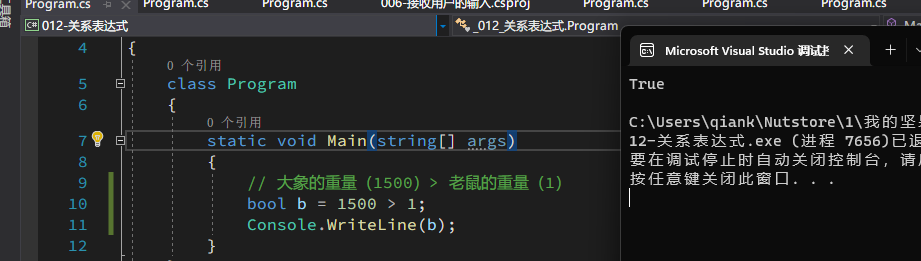 Program.cs Program.cs Program.cs 006-接收用户的输入.csproj Program.cs Program.cs Program.cs
C# 012-关系表达式 _012_关系表达式.Program
4 {
0 个引用
5 class Program
6 {
0 个引用
7 static void Main(string[] args)
8 {
9 // 大象的重量（1500）> 老鼠的重量（1）
10 bool b = 1500 > 1;
11 Console.WriteLine(b);
12 }
Microsoft Visual Studio 调试
True
C:\Users\qiank\Nutstore\1\我的坚
12-关系表达式.exe (进程 7656)已
要在调试停止时自动关闭控制台，请
按任意键关闭此窗口. . .